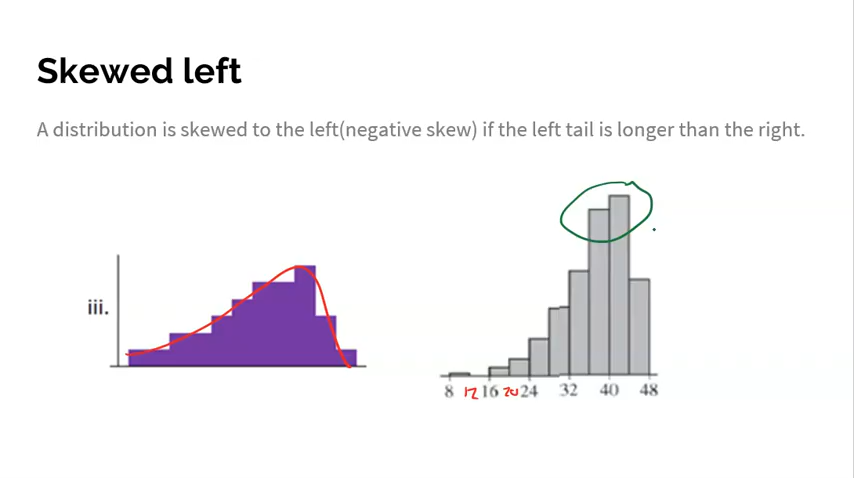 Skewed left
A distribution is skewed to the left(negative skew) if the left tail is longer than the right.
iii.
8 12 16 20 24 32 40 48